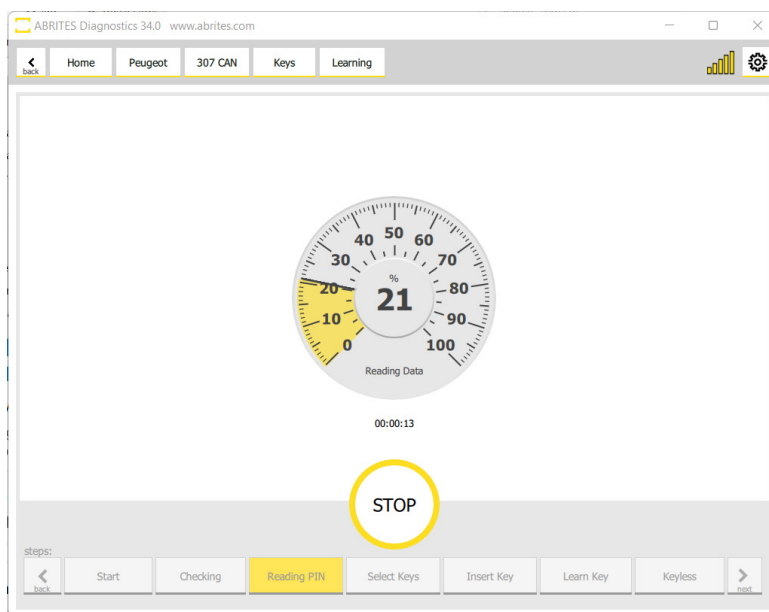 ABRITES Diagnostics 34.0 www.abrites.com
back Home Peugeot 307 CAN Keys Learning
50
40 60
30 70
%
20 21 80
10 90
0 100
Reading Data
00:00:13
STOP
steps:
back Start Checking Reading PIN Select Keys Insert Key Learn Key Keyless next